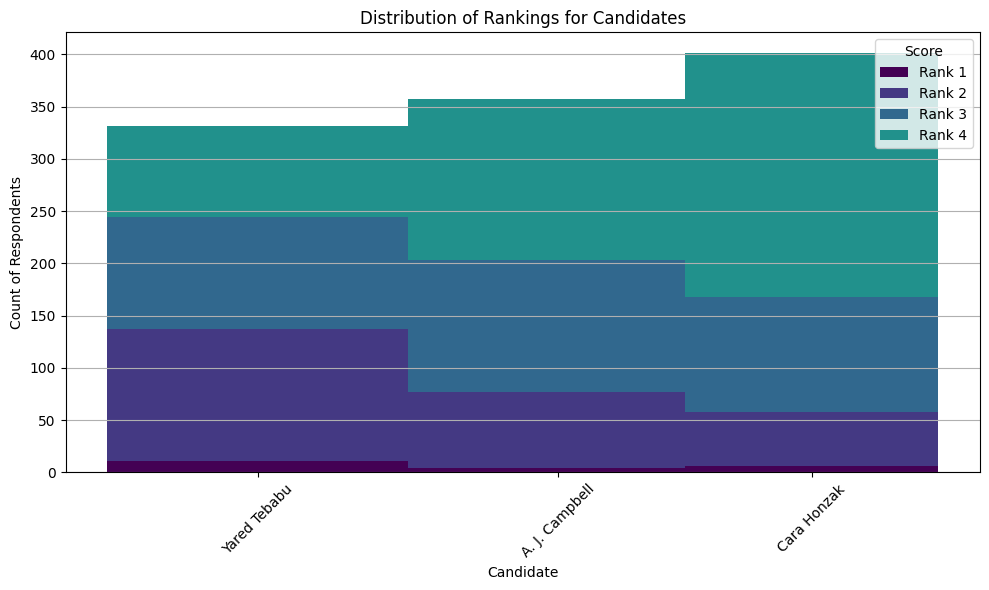 Distribution of Rankings for Candidates
Count of Respondents
400
350
300
250
200
150
100
50
0
Score
Rank 1
Rank 2
Rank 3
Rank 4
Yared Tebabu
A. J. Campbell
Cara Honzak
Candidate